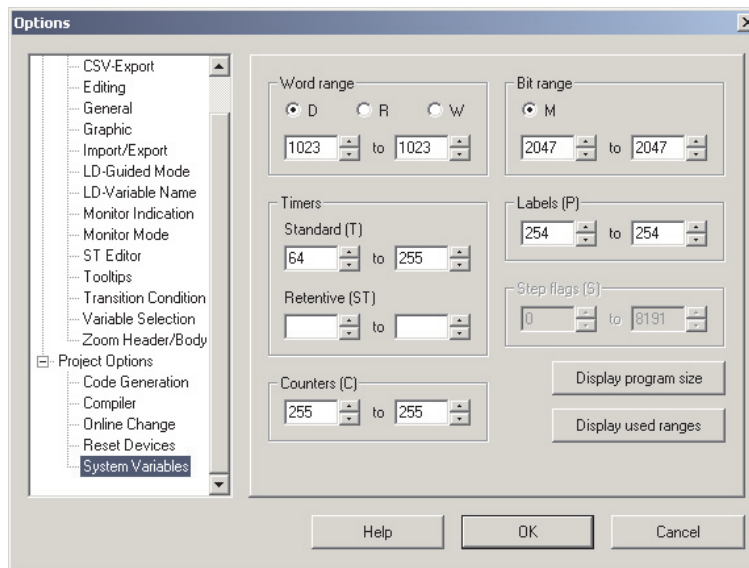 Options
CSV-Export
Editing
General
Graphic
Import/Export
LD-Guided Mode
LD-Variable Name
Monitor Indication
Monitor Mode
ST Editor
Tooltips
Transition Condition
Variable Selection
Zoom Header/Body
Project Options
Code Generation
Compiler
Online Change
Reset Devices
System Variables
Word range
D R W
1023 to 1023
Timers
Standard (T)
64 to 255
Retentive (ST)
to
Counters (C)
255 to 255
Bit range
M
2047 to 2047
Labels (P)
254 to 254
Step flags (S)
0 to 8191
Display program size
Display used ranges
Help OK Cancel